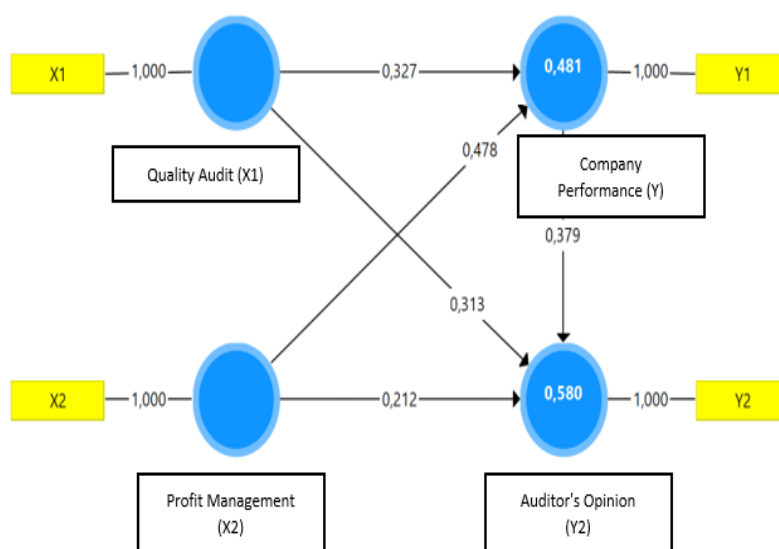 X1
1,000
0,327
0,481
1,000
Y1
Quality Audit (X1)
0,478
Company
Performance (Y)
0,379
0,313
X2
1,000
0,212
0,580
1,000
Y2
Profit Management
(X2)
Auditor's Opinion
(Y2)